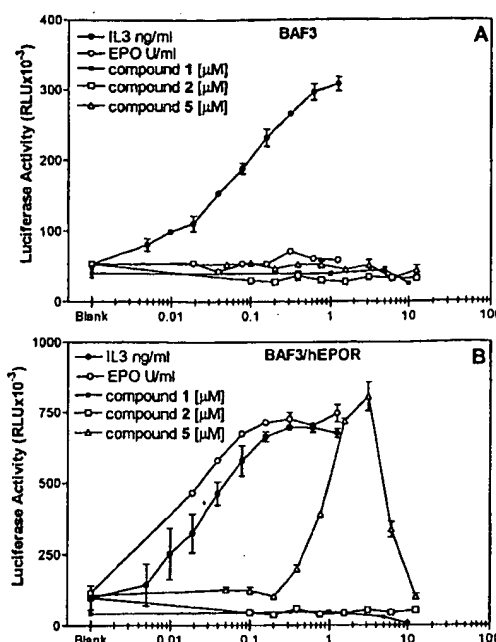 BAF3
A
IL3 ng/ml
EPO U/ml
compound 1 [µM]
compound 2 [µM]
compound 5 [µM]
Luciferase Activity (RLUx10-3)
400
300
200
100
0
Blank 0.01 0.1 1 10 100
BAF3/hEPOR
B
IL3 ng/ml
EPO U/ml
compound 1 [µM]
compound 2 [µM]
compound 5 [µM]
Luciferase Activity (RLUx10-3)
1000
750
500
250
0
Blank 0.01 0.1 1 10 100